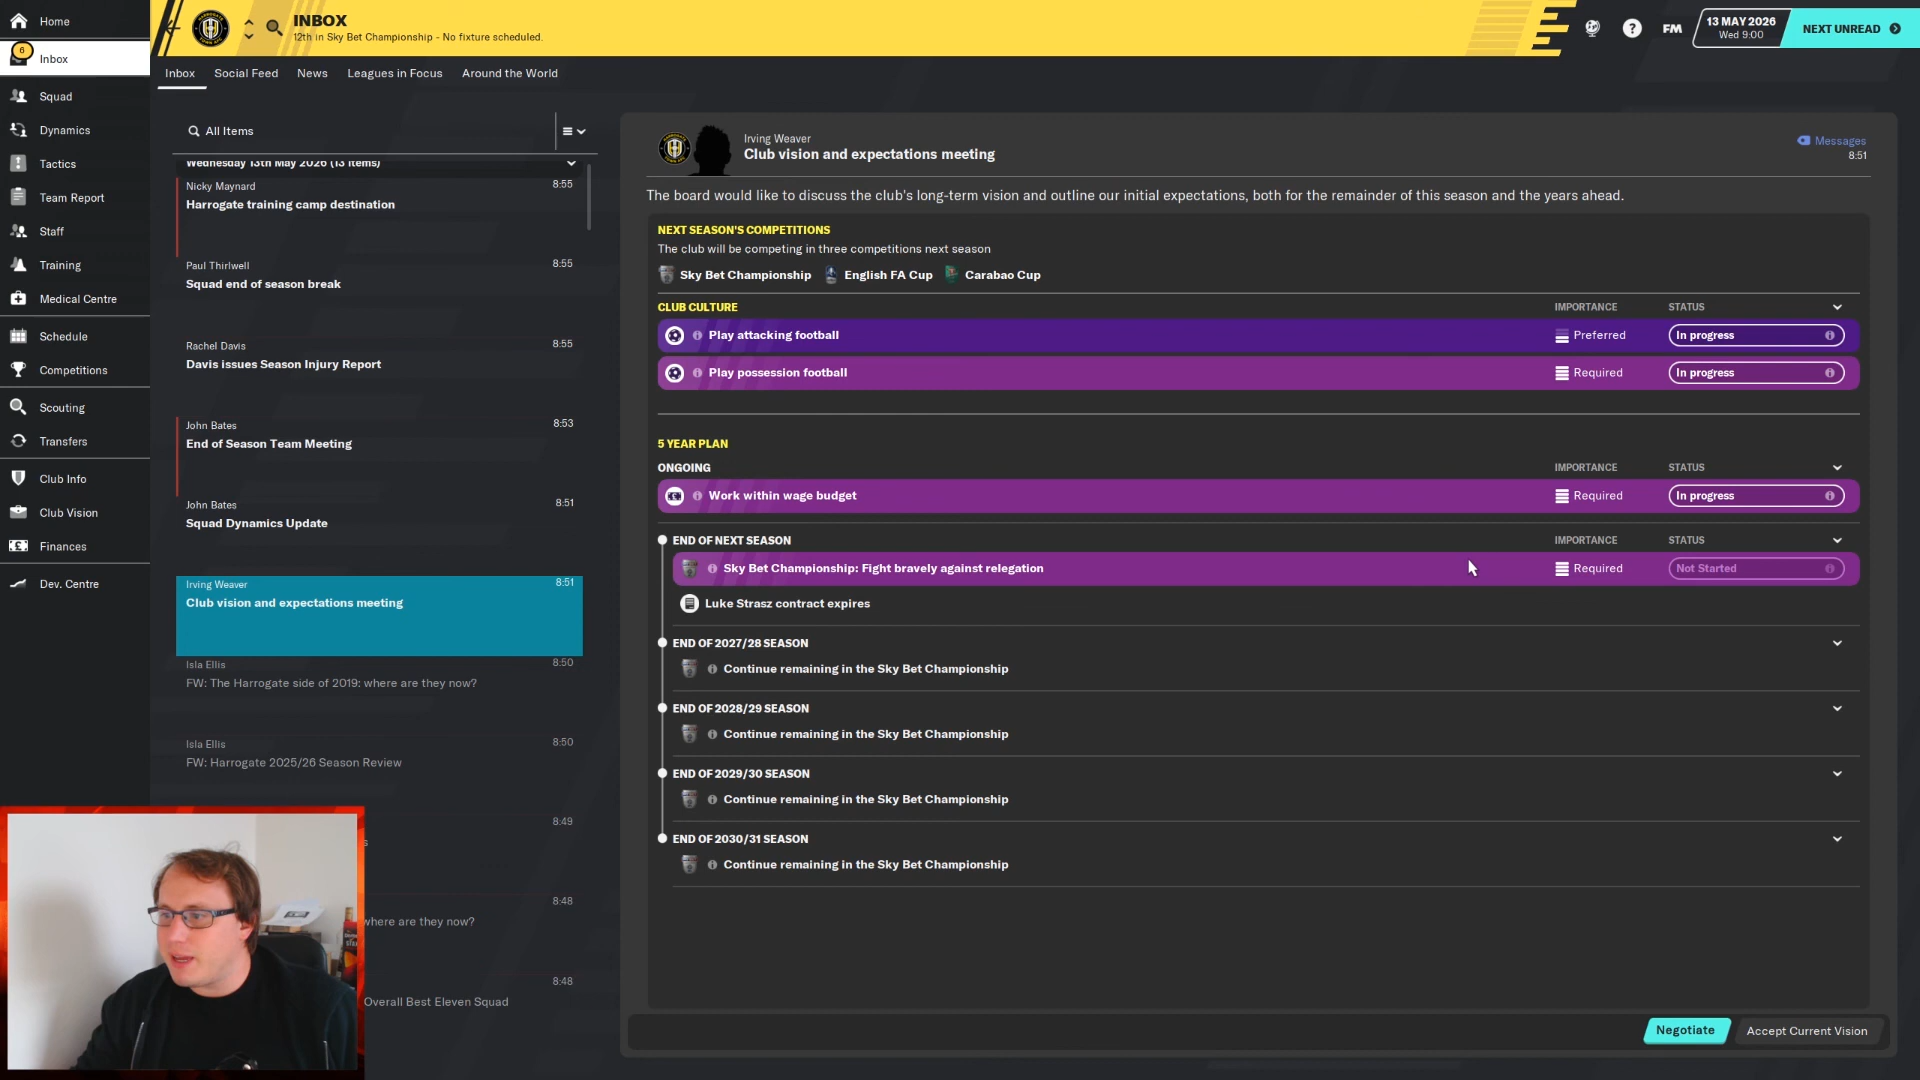 Home
6
Inbox
Squad
Dynamics
Tactics
Team Report
Staff
Training
Medical Centre
Schedule
Competitions
Scouting
Transfers
Club Info
Club Vision
Finances
Dev. Centre
INBOX
12th in Sky Bet Championship - No fixture scheduled.
?
FM
13 MAY 2026
Wed 9:00
NEXT UNREAD
Inbox Social Feed News Leagues in Focus Around the World
All Items
Wednesday 13th May 2026 (13 items)
Nicky Maynard 8:55
Harrogate training camp destination
Paul Thirlwell 8:55
Squad end of season break
Rachel Davis 8:55
Davis issues Season Injury Report
John Bates 8:53
End of Season Team Meeting
John Bates 8:51
Squad Dynamics Update
Irving Weaver 8:51
Club vision and expectations meeting
Isla Ellis 8:50
FW: The Harrogate side of 2019: where are they now?
Isla Ellis 8:50
FW: Harrogate 2025/26 Season Review
8:49
8:48
where are they now?
8:48
Overall Best Eleven Squad
Irving Weaver
Club vision and expectations meeting
Messages
8:51
The board would like to discuss the club's long-term vision and outline our initial expectations, both for the remainder of this season and the years ahead.
NEXT SEASON'S COMPETITIONS
The club will be competing in three competitions next season
Sky Bet Championship English FA Cup Carabao Cup
CLUB CULTURE IMPORTANCE STATUS
Play attacking football Preferred In progress
Play possession football Required In progress
5 YEAR PLAN
ONGOING IMPORTANCE STATUS
Work within wage budget Required In progress
END OF NEXT SEASON IMPORTANCE STATUS
Sky Bet Championship: Fight bravely against relegation Required Not Started
Luke Strasz contract expires
END OF 2027/28 SEASON
Continue remaining in the Sky Bet Championship
END OF 2028/29 SEASON
Continue remaining in the Sky Bet Championship
END OF 2029/30 SEASON
Continue remaining in the Sky Bet Championship
END OF 2030/31 SEASON
Continue remaining in the Sky Bet Championship
Negotiate Accept Current Vision